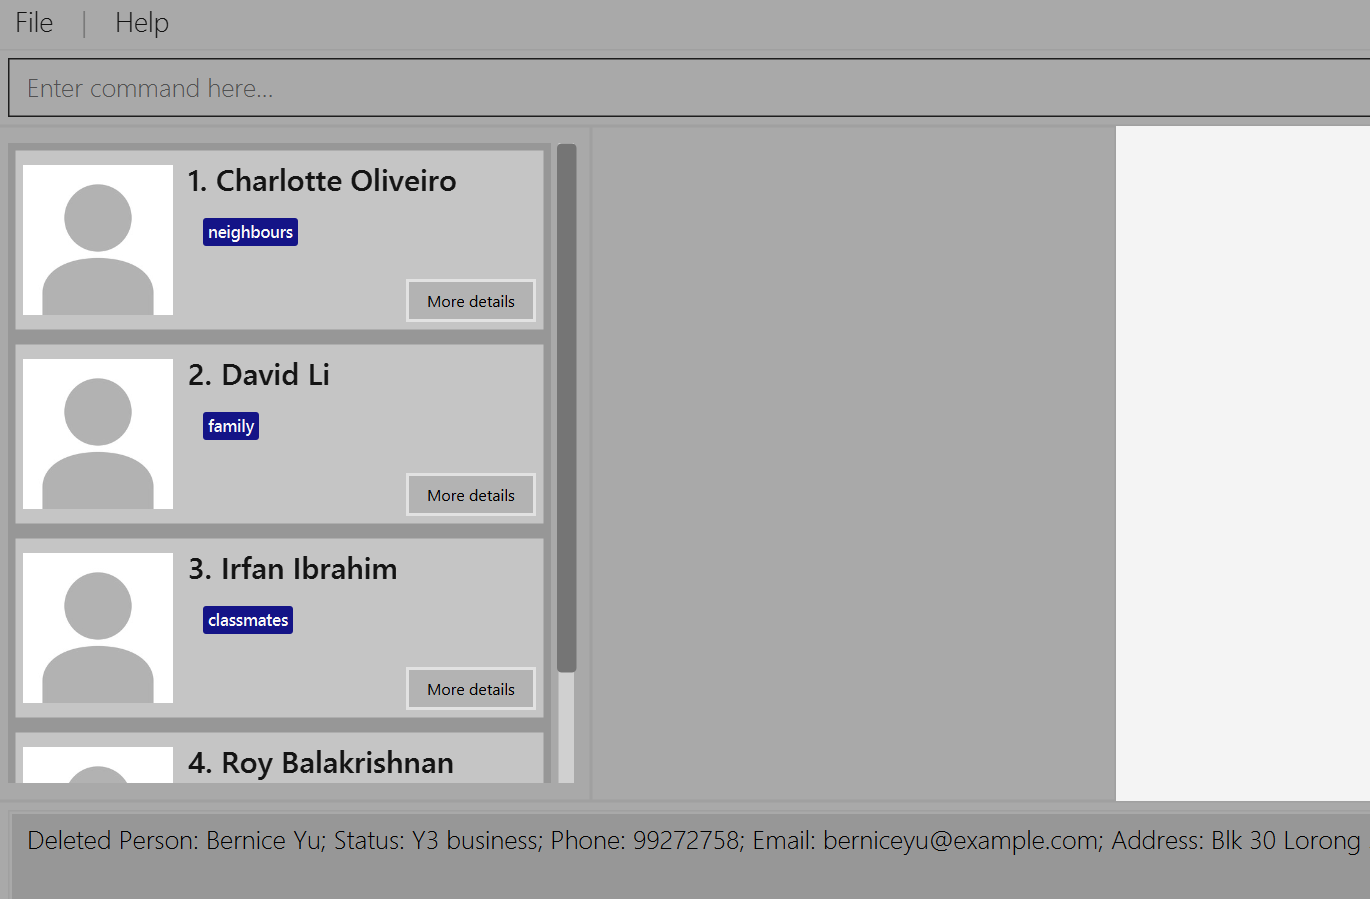 File | Help
Enter command here...
1. Charlotte Oliveiro
neighbours
More details
2. David Li
family
More details
3. Irfan Ibrahim
classmates
More details
4. Roy Balakrishnan
Deleted Person: Bernice Yu; Status: Y3 business; Phone: 99272758; Email: berniceyu@example.com; Address: Blk 30 Lorong